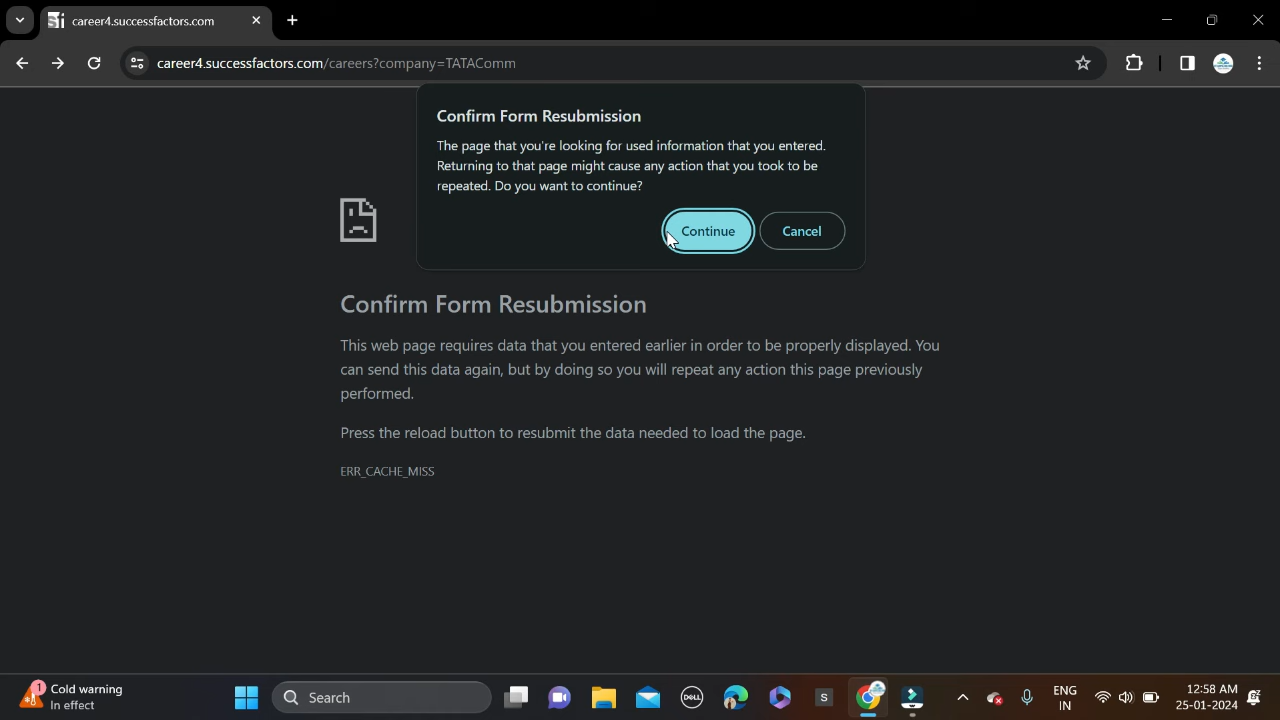 career4.successfactors.com
career4.successfactors.com/careers?company=TATAComm
Confirm Form Resubmission
The page that you're looking for used information that you entered.
Returning to that page might cause any action that you took to be
repeated. Do you want to continue?
Continue
Cancel
Confirm Form Resubmission
This web page requires data that you entered earlier in order to be properly displayed. You
can send this data again, but by doing so you will repeat any action this page previously
performed.
Press the reload button to resubmit the data needed to load the page.
ERR_CACHE_MISS
1
Cold warning
In effect
Search
DELL
S
ENG
IN
12:58 AM
25-01-2024